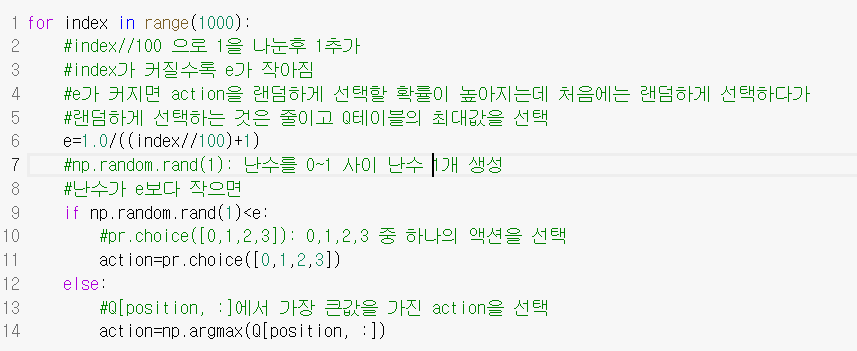 1 for index in range(1000):
2 #index//100 으로 1을 나눈후 1추가
3 #index가 커질수록 e가 작아짐
4 #e가 커지면 action을 랜덤하게 선택할 확률이 높아지는데 처음에는 랜덤하게 선택하다가
5 #랜덤하게 선택하는 것은 줄이고 Q테이블의 최대값을 선택
6 e=1.0/((index//100)+1)
7 #np.random.rand(1): 난수를 0~1 사이 난수 1개 생성
8 #난수가 e보다 작으면
9 if np.random.rand(1)<e:
10 #pr.choice([0,1,2,3]): 0,1,2,3 중 하나의 액션을 선택
11 action=pr.choice([0,1,2,3])
12 else:
13 #Q[position, :]에서 가장 큰값을 가진 action을 선택
14 action=np.argmax(Q[position, :])